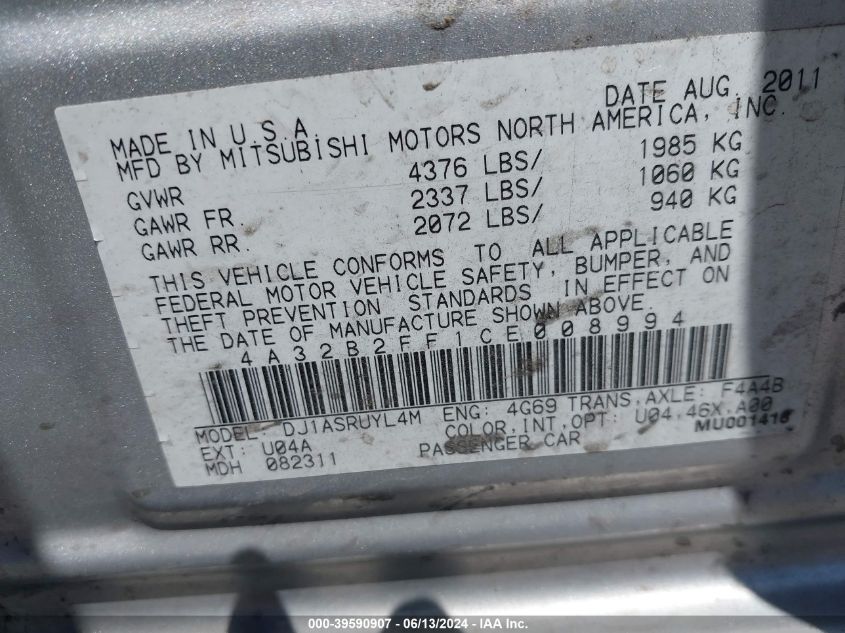 DATE AUG. 2011
MADE IN U.S.A.
MFD BY MITSUBISHI MOTORS NORTH AMERICA, INC.
GVWR 4376 LBS/ 1985 KG
GAWR FR. 2337 LBS/ 1060 KG
GAWR RR. 2072 LBS/ 940 KG
THIS VEHICLE CONFORMS TO ALL APPLICABLE
FEDERAL MOTOR VEHICLE SAFETY, BUMPER, AND
THEFT PREVENTION STANDARDS IN EFFECT ON
THE DATE OF MANUFACTURE SHOWN ABOVE.
4A32B2FF1CE008994
MODEL: DJ1ASRUYL4M ENG: 4G69 TRANS,AXLE: F4A4B
EXT: U04A COLOR,INT,OPT: U04,46X,A00
MDH 082311 PASSENGER CAR MU001416
000-39590907 - 06/13/2024 - IAA Inc.